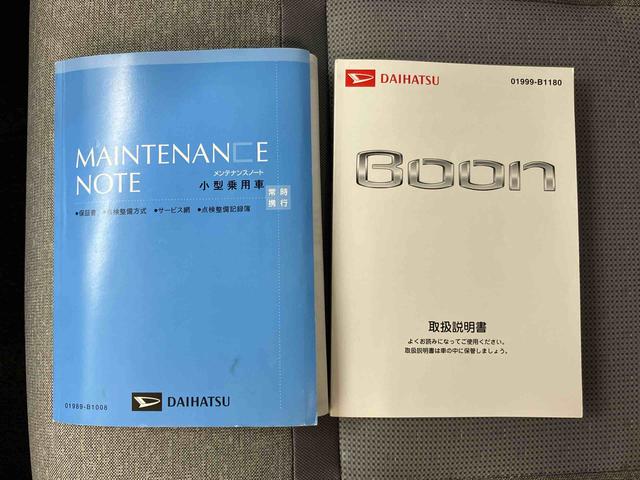 MAINTENANCE
NOTE
メンテナンスノート
小型乗用車
常時
携行
●保証書 ●点検整備方式 ●サービス網 ●点検整備記録簿
01989-B1008
DAIHATSU
DAIHATSU
01999-B1180
Boon
取扱説明書
よくお読みになってご使用ください。
取扱説明書は車の中に保管しましょう。